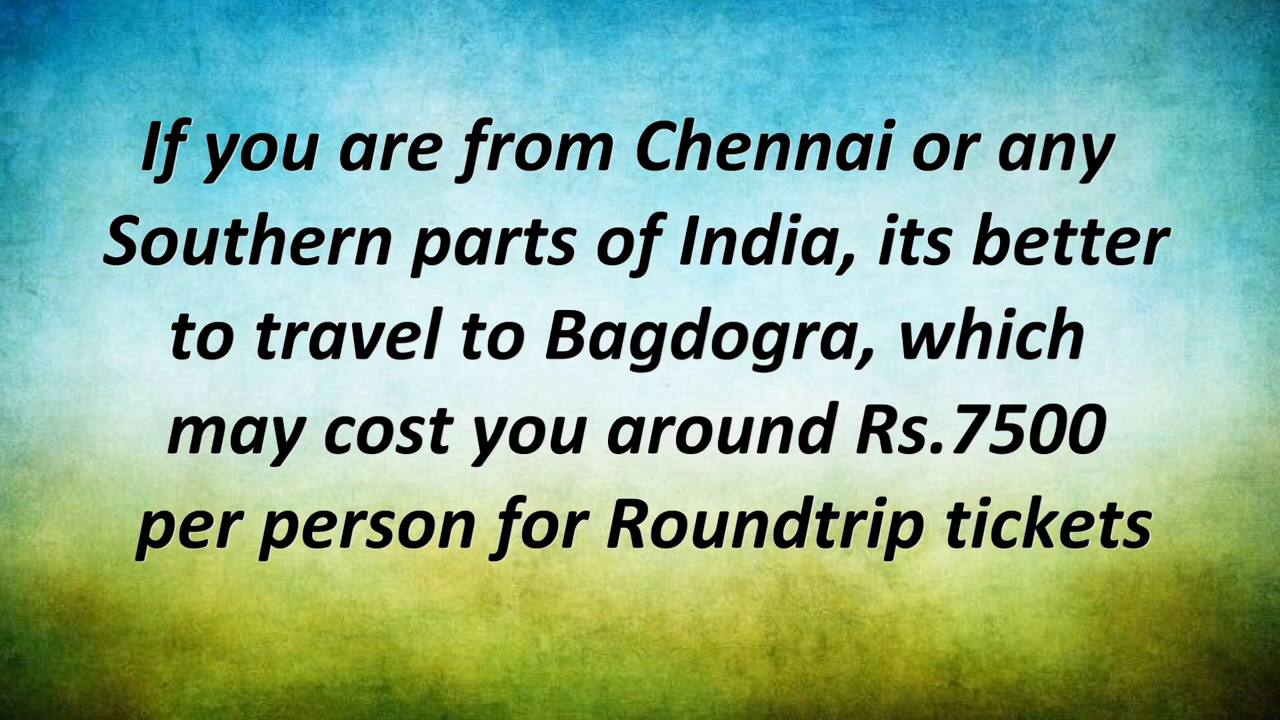 If you are from Chennai or any
Southern parts of India, its better
to travel to Bagdogra, which
may cost you around Rs.7500
per person for Roundtrip tickets